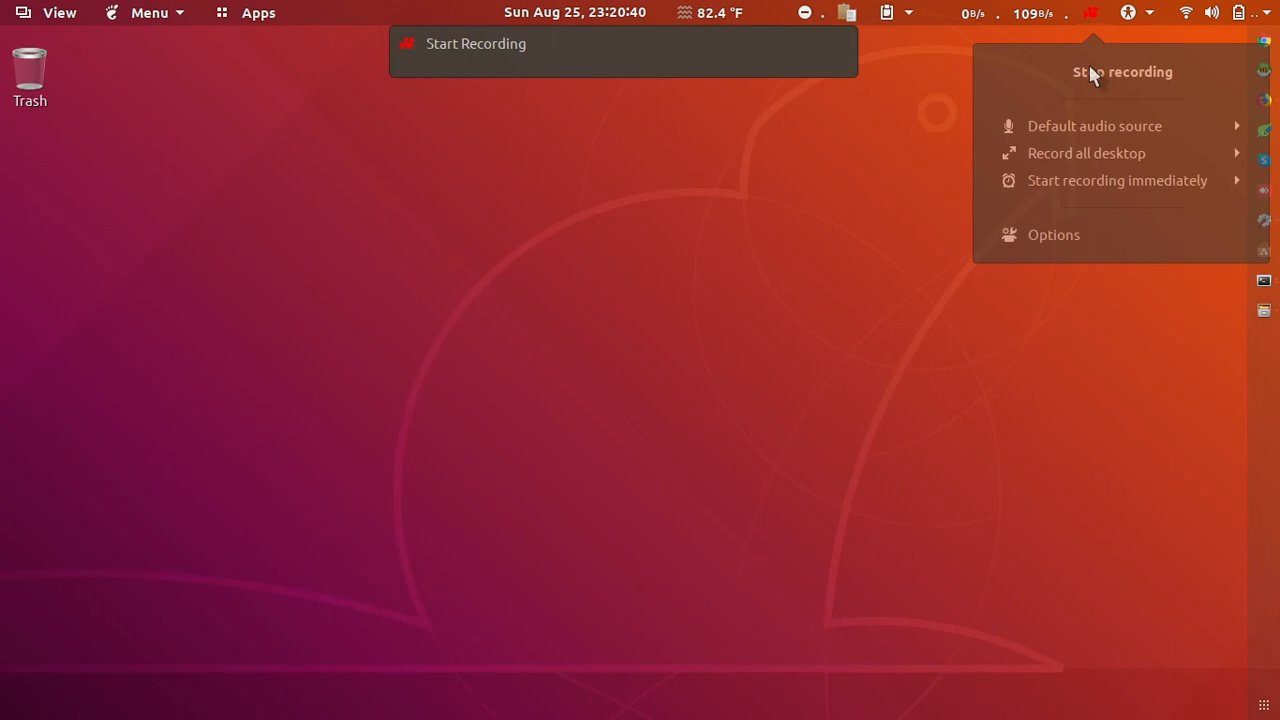 View Menu Apps Sun Aug 25, 23:20:40 82.4 °F . 0B/s . 109B/s . ..
Start Recording
Trash
Stop recording
Default audio source
Record all desktop
Start recording immediately
Options